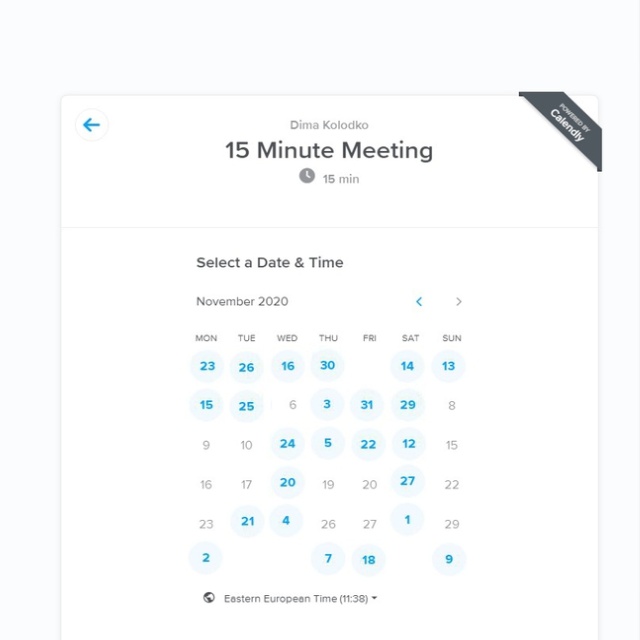 Dima Kolodko
15 Minute Meeting
15 min
POWERED BY
Calendly
Select a Date & Time
November 2020
MON TUE WED THU FRI SAT SUN
23 26 16 30 14 13
15 25 6 3 31 29 8
9 10 24 5 22 12 15
16 17 20 19 20 27 22
23 21 4 26 27 1 29
2 7 18 9
Eastern European Time (11:38)